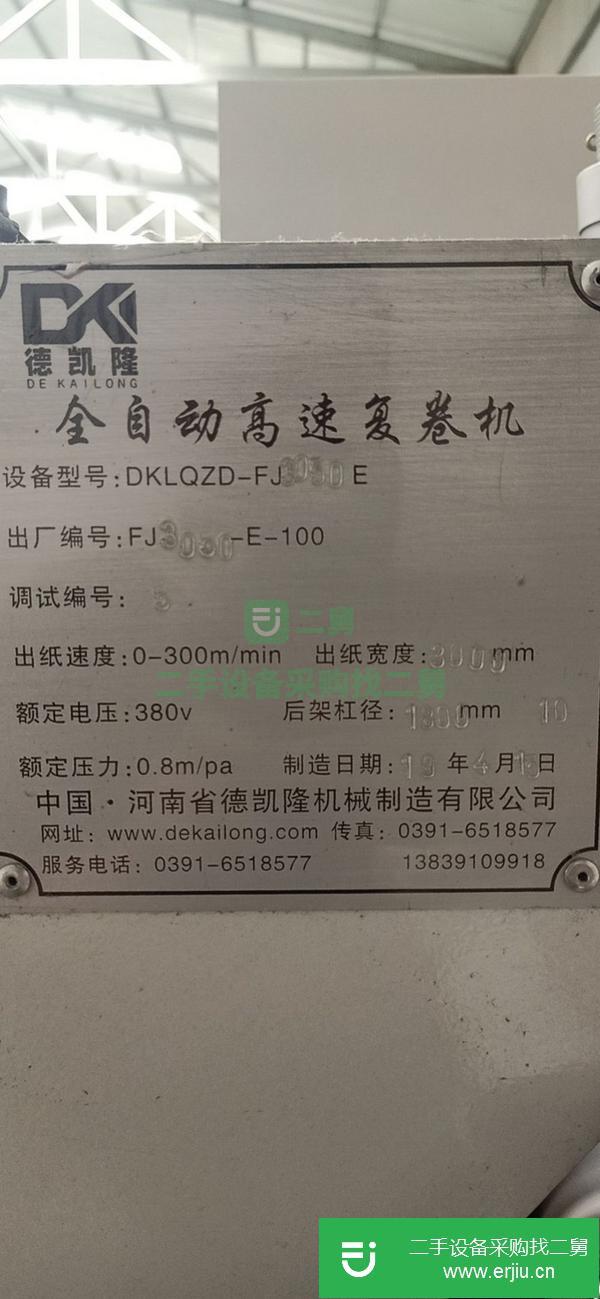 DK
德凯隆
DE KAILONG
全自动高速复卷机
设备型号:DKLQZD-FJ E
出厂编号:FJ -E-100
调试编号:
二舅
出纸速度:0-300m/min 出纸宽度:3000mm
二手设备采购找二舅
额定电压:380v 后架杠径: mm 10
额定压力:0.8m/pa 制造日期:19年4月 日
中国·河南省德凯隆机械制造有限公司
网址: www.dekailong.com 传真: 0391-6518577
服务电话: 0391-6518577 13839109918
二手设备采购找二舅
www.erjiu.cn